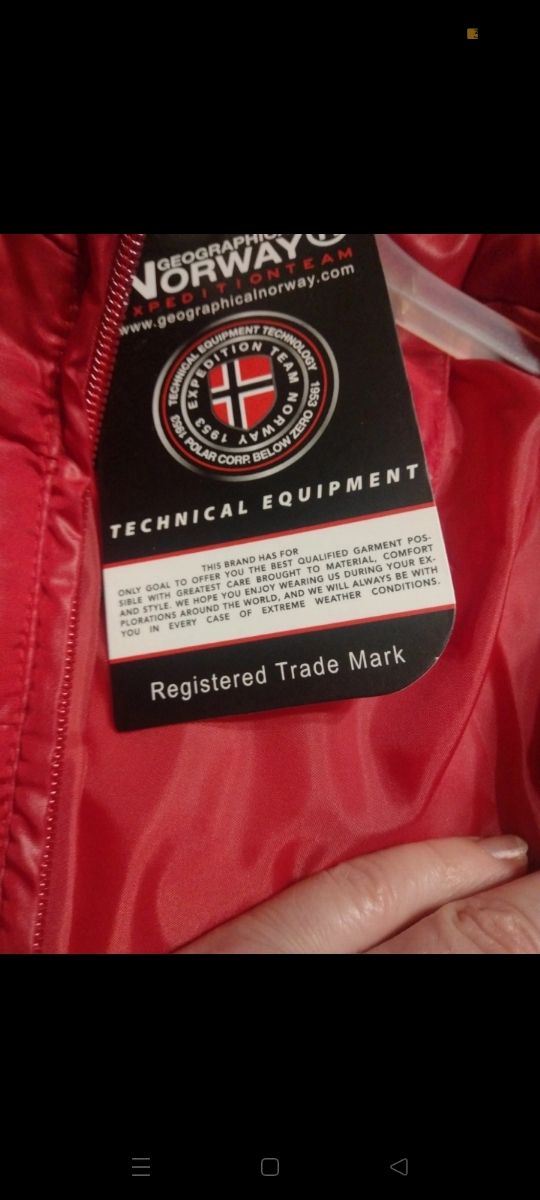 GEOGRAPHICAL
NORWAY
EXPEDITION TEAM
www.geographicalnorway.com
TECHNICAL EQUIPMENT TECHNOLOGY
EXPEDITION TEAM NORWAY 1953
1953 POLAR CORP. BELOW ZERO 1953
TECHNICAL EQUIPMENT
THIS BRAND HAS FOR
ONLY GOAL TO OFFER YOU THE BEST QUALIFIED GARMENT POS-
SIBLE WITH GREATEST CARE BROUGHT TO MATERIAL, COMFORT
AND STYLE. WE HOPE YOU ENJOY WEARING US DURING YOUR EX-
PLORATIONS AROUND THE WORLD, AND WE WILL ALWAYS BE WITH
YOU IN EVERY CASE OF EXTREME WEATHER CONDITIONS.
Registered Trade Mark